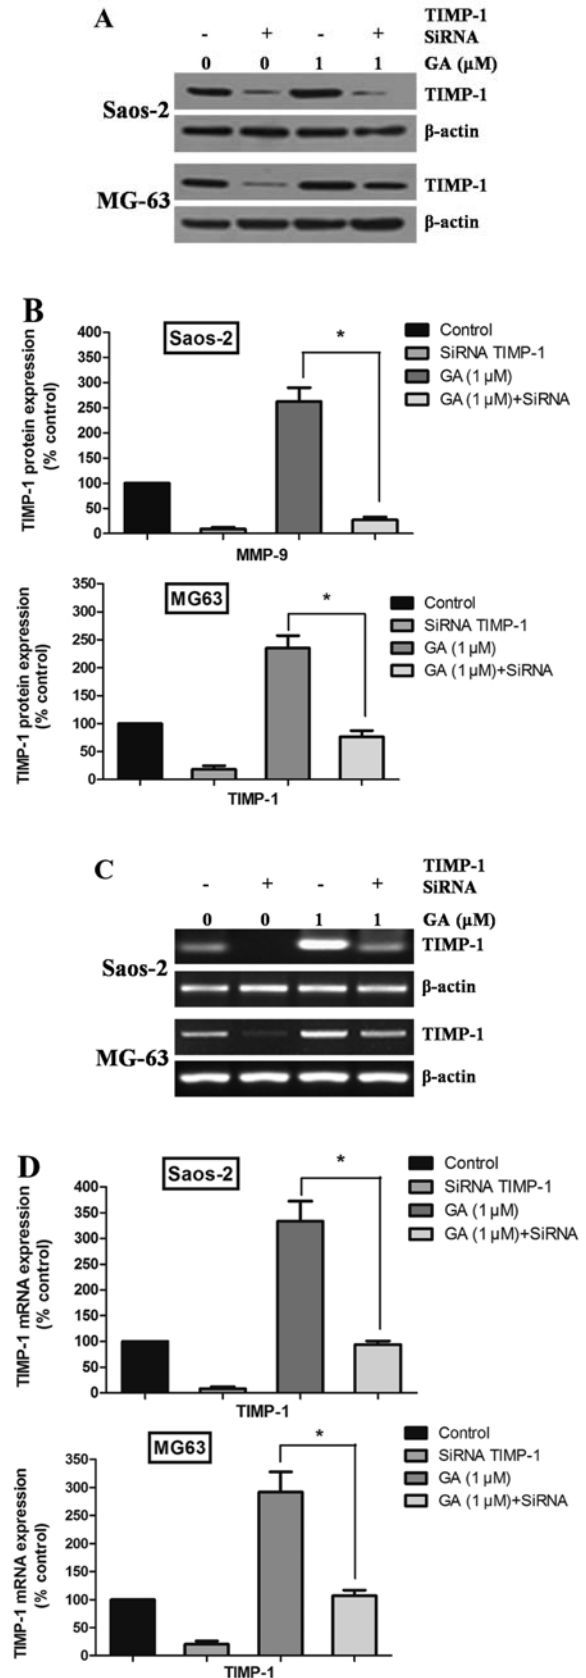 A
TIMP-1
- + - + SiRNA
0 0 1 1 GA (µM)
Saos-2
TIMP-1
β-actin
MG-63
TIMP-1
β-actin
B
Saos-2
TIMP-1 protein expression
(% control)
400
350
300
250
200
150
100
50
0
*
MMP-9
Control
SiRNA TIMP-1
GA (1 µM)
GA (1 µM)+SiRNA
MG63
TIMP-1 protein expression
(% control)
350
300
250
200
150
100
50
0
*
TIMP-1
Control
SiRNA TIMP-1
GA (1 µM)
GA (1 µM)+SiRNA
C
TIMP-1
- + - + SiRNA
0 0 1 1 GA (µM)
Saos-2
TIMP-1
β-actin
MG-63
TIMP-1
β-actin
D
Saos-2
TIMP-1 mRNA expression
(% control)
400
350
300
250
200
150
100
50
0
*
TIMP-1
Control
SiRNA TIMP-1
GA (1 µM)
GA (1 µM)+SiRNA
MG63
TIMP-1 mRNA expression
(% control)
350
300
250
200
150
100
50
0
*
TIMP-1
Control
SiRNA TIMP-1
GA (1 µM)
GA (1 µM)+SiRNA